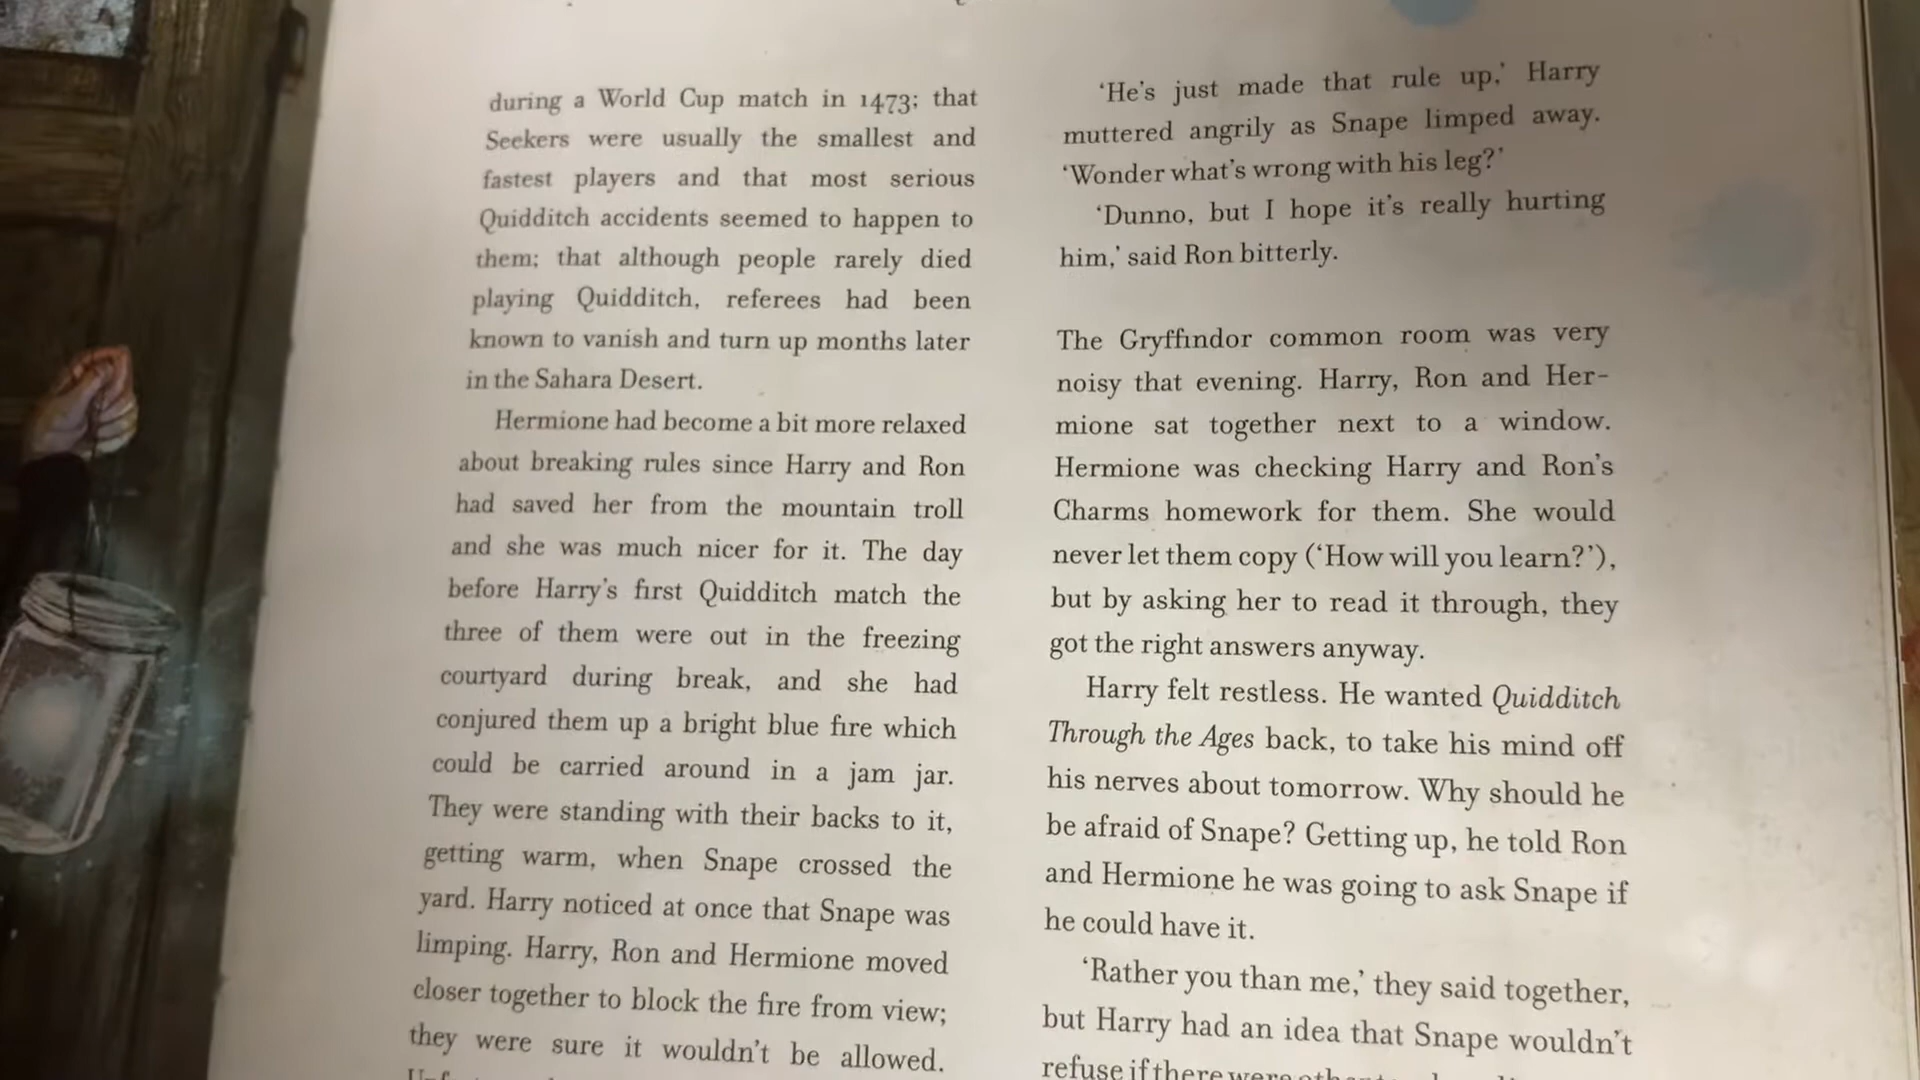 during a World Cup match in 1473; that
Seekers were usually the smallest and
fastest players and that most serious
Quidditch accidents seemed to happen to
them; that although people rarely died
playing Quidditch, referees had been
known to vanish and turn up months later
in the Sahara Desert.
Hermione had become a bit more relaxed
about breaking rules since Harry and Ron
had saved her from the mountain troll
and she was much nicer for it. The day
before Harry's first Quidditch match the
three of them were out in the freezing
courtyard during break, and she had
conjured them up a bright blue fire which
could be carried around in a jam jar.
They were standing with their backs to it,
getting warm, when Snape crossed the
yard. Harry noticed at once that Snape was
limping. Harry, Ron and Hermione moved
closer together to block the fire from view;
they were sure it wouldn't be allowed.
‘He's just made that rule up,’ Harry
muttered angrily as Snape limped away.
‘Wonder what's wrong with his leg?’
‘Dunno, but I hope it's really hurting
him,’ said Ron bitterly.
The Gryffindor common room was very
noisy that evening. Harry, Ron and Her-
mione sat together next to a window.
Hermione was checking Harry and Ron's
Charms homework for them. She would
never let them copy (‘How will you learn?’),
but by asking her to read it through, they
got the right answers anyway.
Harry felt restless. He wanted Quidditch
Through the Ages back, to take his mind off
his nerves about tomorrow. Why should he
be afraid of Snape? Getting up, he told Ron
and Hermione he was going to ask Snape if
he could have it.
‘Rather you than me,’ they said together,
but Harry had an idea that Snape wouldn't
refuse if there were